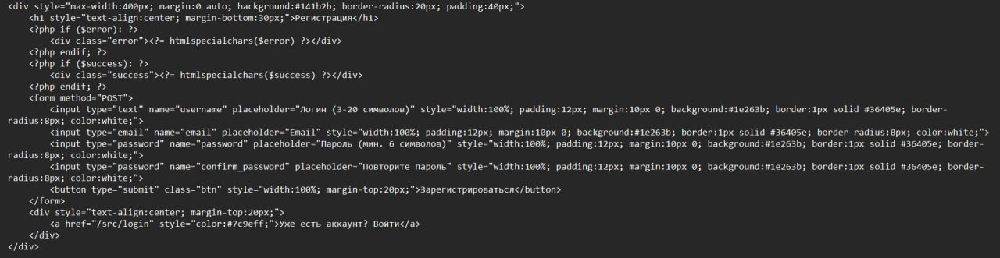 <div style="max-width:400px; margin:0 auto; background:#141b2b; border-radius:20px; padding:40px;">
    <h1 style="text-align:center; margin-bottom:30px;">Регистрация</h1>
    <?php if ($error): ?>
        <div class="error"><?= htmlspecialchars($error) ?></div>
    <?php endif; ?>
    <?php if ($success): ?>
        <div class="success"><?= htmlspecialchars($success) ?></div>
    <?php endif; ?>
    <form method="POST">
        <input type="text" name="username" placeholder="Логин (3-20 символов)" style="width:100%; padding:12px; margin:10px 0; background:#1e263b; border:1px solid #36405e; border-
radius:8px; color:white;">
        <input type="email" name="email" placeholder="Email" style="width:100%; padding:12px; margin:10px 0; background:#1e263b; border:1px solid #36405e; border-radius:8px; color:white;">
        <input type="password" name="password" placeholder="Пароль (мин. 6 символов)" style="width:100%; padding:12px; margin:10px 0; background:#1e263b; border:1px solid #36405e; border-
radius:8px; color:white;">
        <input type="password" name="confirm_password" placeholder="Повторите пароль" style="width:100%; padding:12px; margin:10px 0; background:#1e263b; border:1px solid #36405e; border-
radius:8px; color:white;">
        <button type="submit" class="btn" style="width:100%; margin-top:20px;">Зарегистрироваться</button>
    </form>
    <div style="text-align:center; margin-top:20px;">
        <a href="/src/login" style="color:#7c9eff;">Уже есть аккаунт? Войти</a>
    </div>
</div>